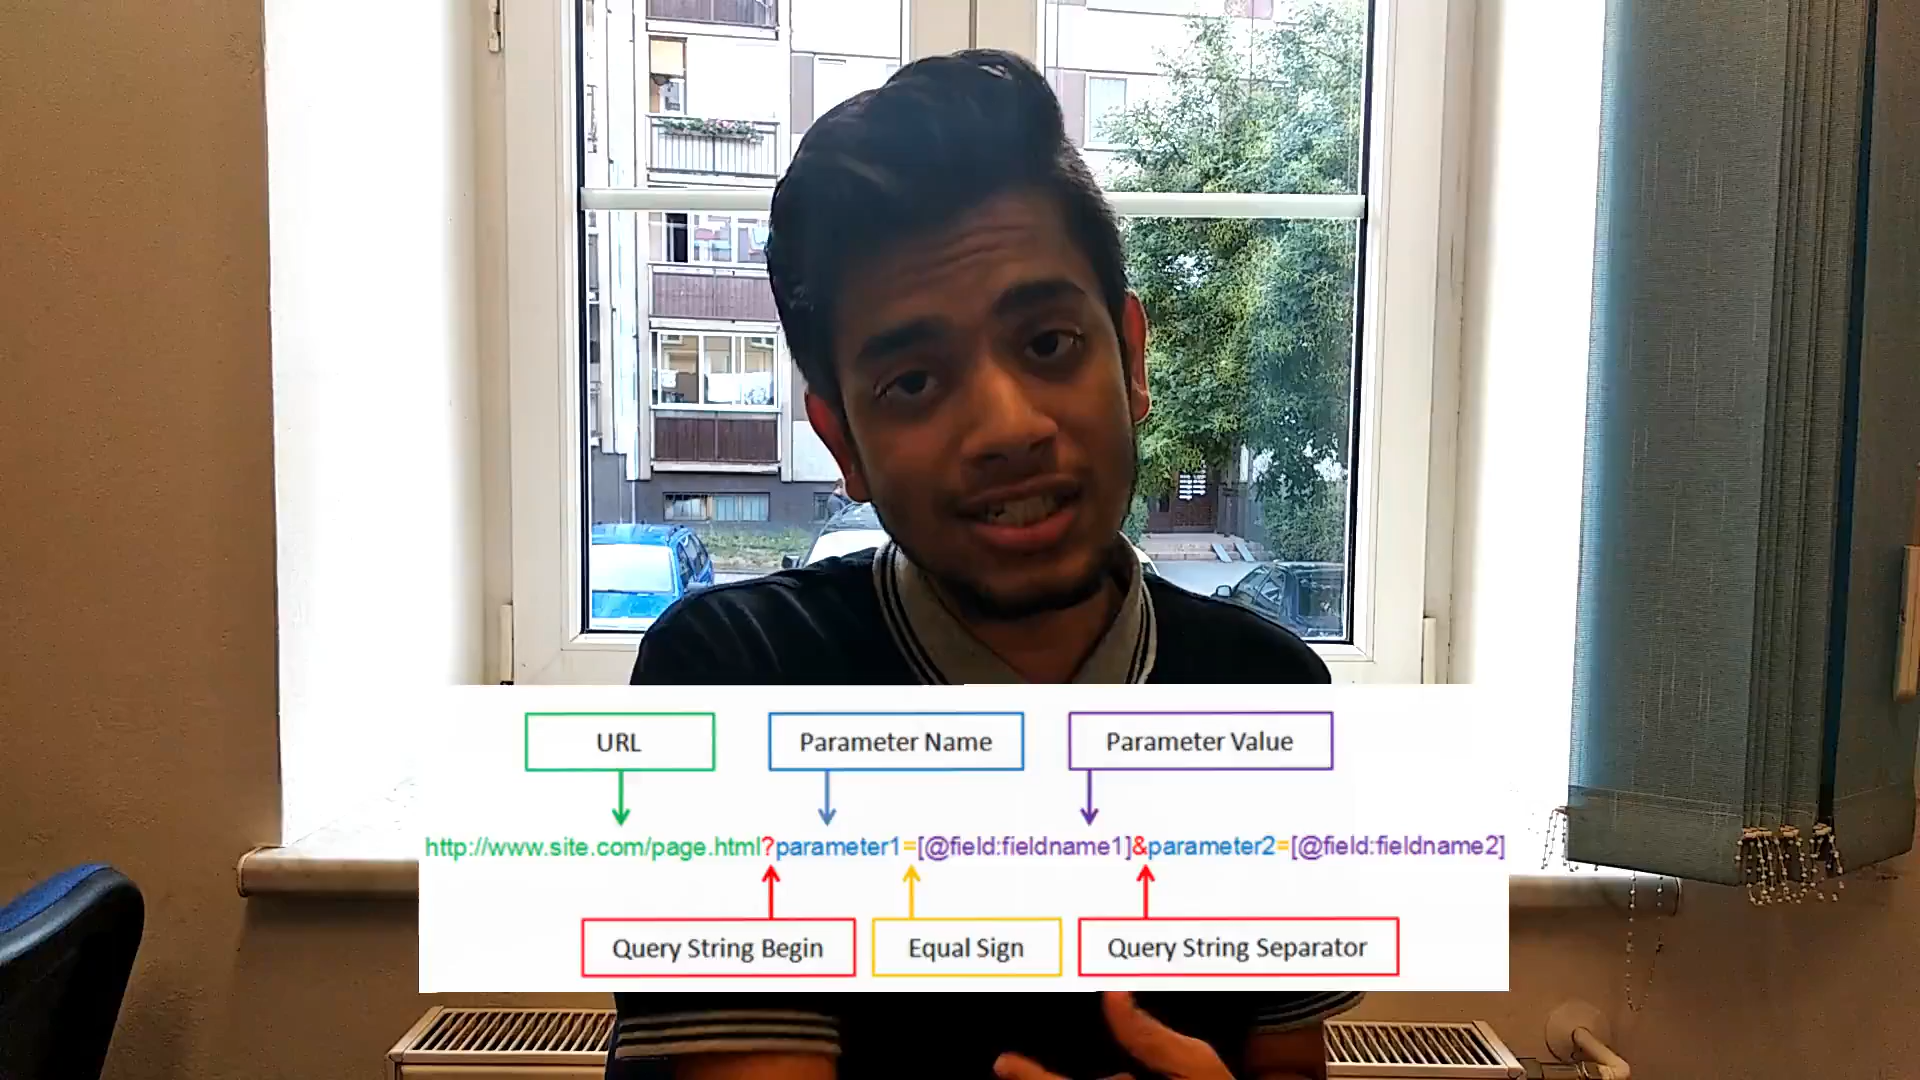 URL Parameter Name Parameter Value
http://www.site.com/page.html?parameter1=[@field:fieldname1]&parameter2=[@field:fieldname2]
Query String Begin Equal Sign Query String Separator